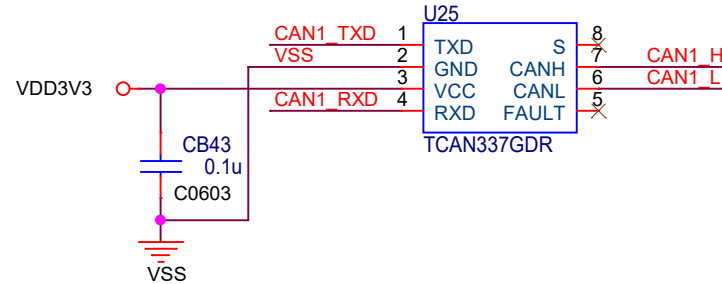 U25
CAN1_TXD 1 TXD S 8
VSS 2 GND CANH 7 CAN1_H
VDD3V3 3 VCC CANL 6 CAN1_L
CAN1_RXD 4 RXD FAULT 5
TCAN337GDR
CB43
0.1u
C0603
VSS